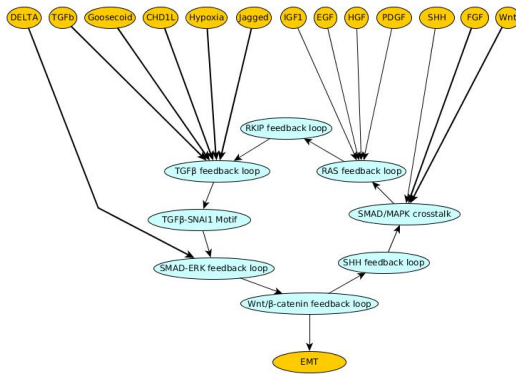 DELTA
TGFb
Goosecoid
CHD1L
Hypoxia
Jagged
IGF1
EGF
HGF
PDGF
SHH
FGF
Wnt
RKIP feedback loop
TGFβ feedback loop
RAS feedback loop
TGFβ-SNAI1 Motif
SMAD/MAPK crosstalk
SMAD-ERK feedback loop
SHH feedback loop
Wnt/β-catenin feedback loop
EMT